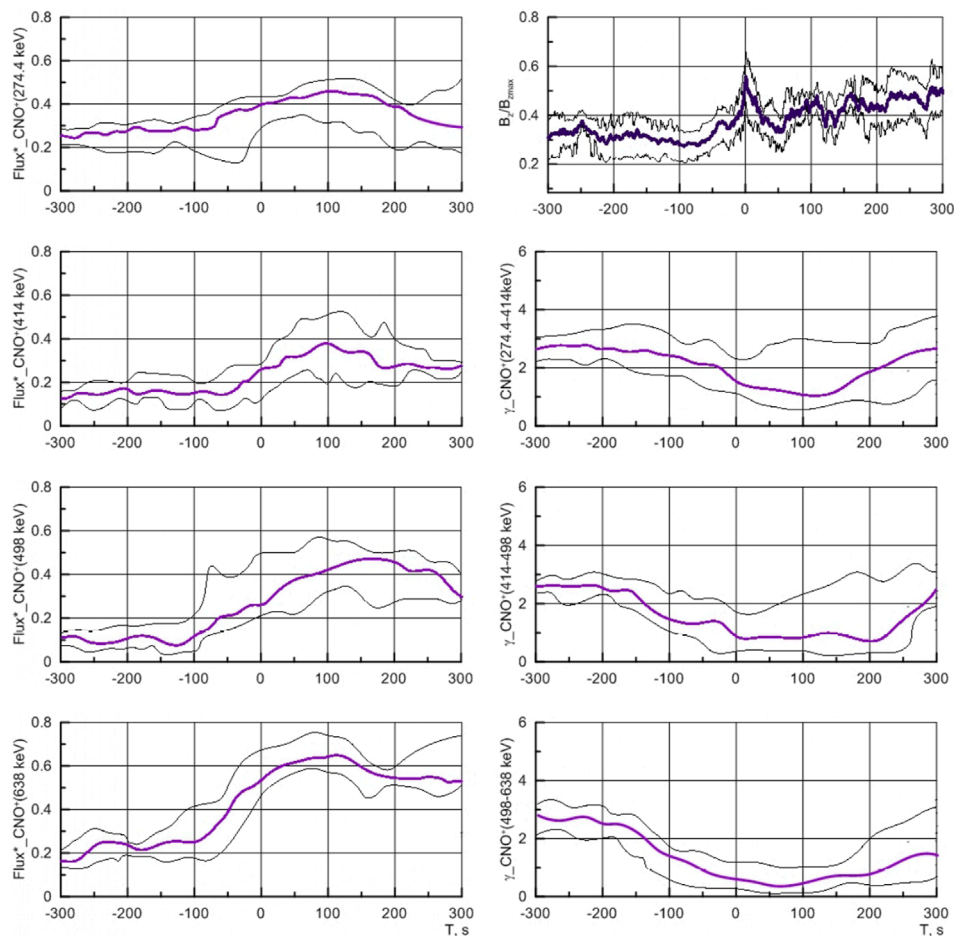 0.8
0.6
0.4
0.2
0
Flux*_CNO⁺(274.4 keV)
-300 -200 -100 0 100 200 300
0.8
0.6
0.4
0.2
B_z/B_zmax
-300 -200 -100 0 100 200 300
0.8
0.6
0.4
0.2
0
Flux*_CNO⁺(414 keV)
-300 -200 -100 0 100 200 300
6
4
2
0
γ_CNO⁺(274.4-414keV)
-300 -200 -100 0 100 200 300
0.8
0.6
0.4
0.2
0
Flux*_CNO⁺(498 keV)
-300 -200 -100 0 100 200 300
6
4
2
0
γ_CNO⁺(414-498 keV)
-300 -200 -100 0 100 200 300
0.8
0.6
0.4
0.2
0
Flux*_CNO⁺(638 keV)
-300 -200 -100 0 100 200 300
T, s
6
4
2
0
γ_CNO⁺(498-638 keV)
-300 -200 -100 0 100 200 300
T, s